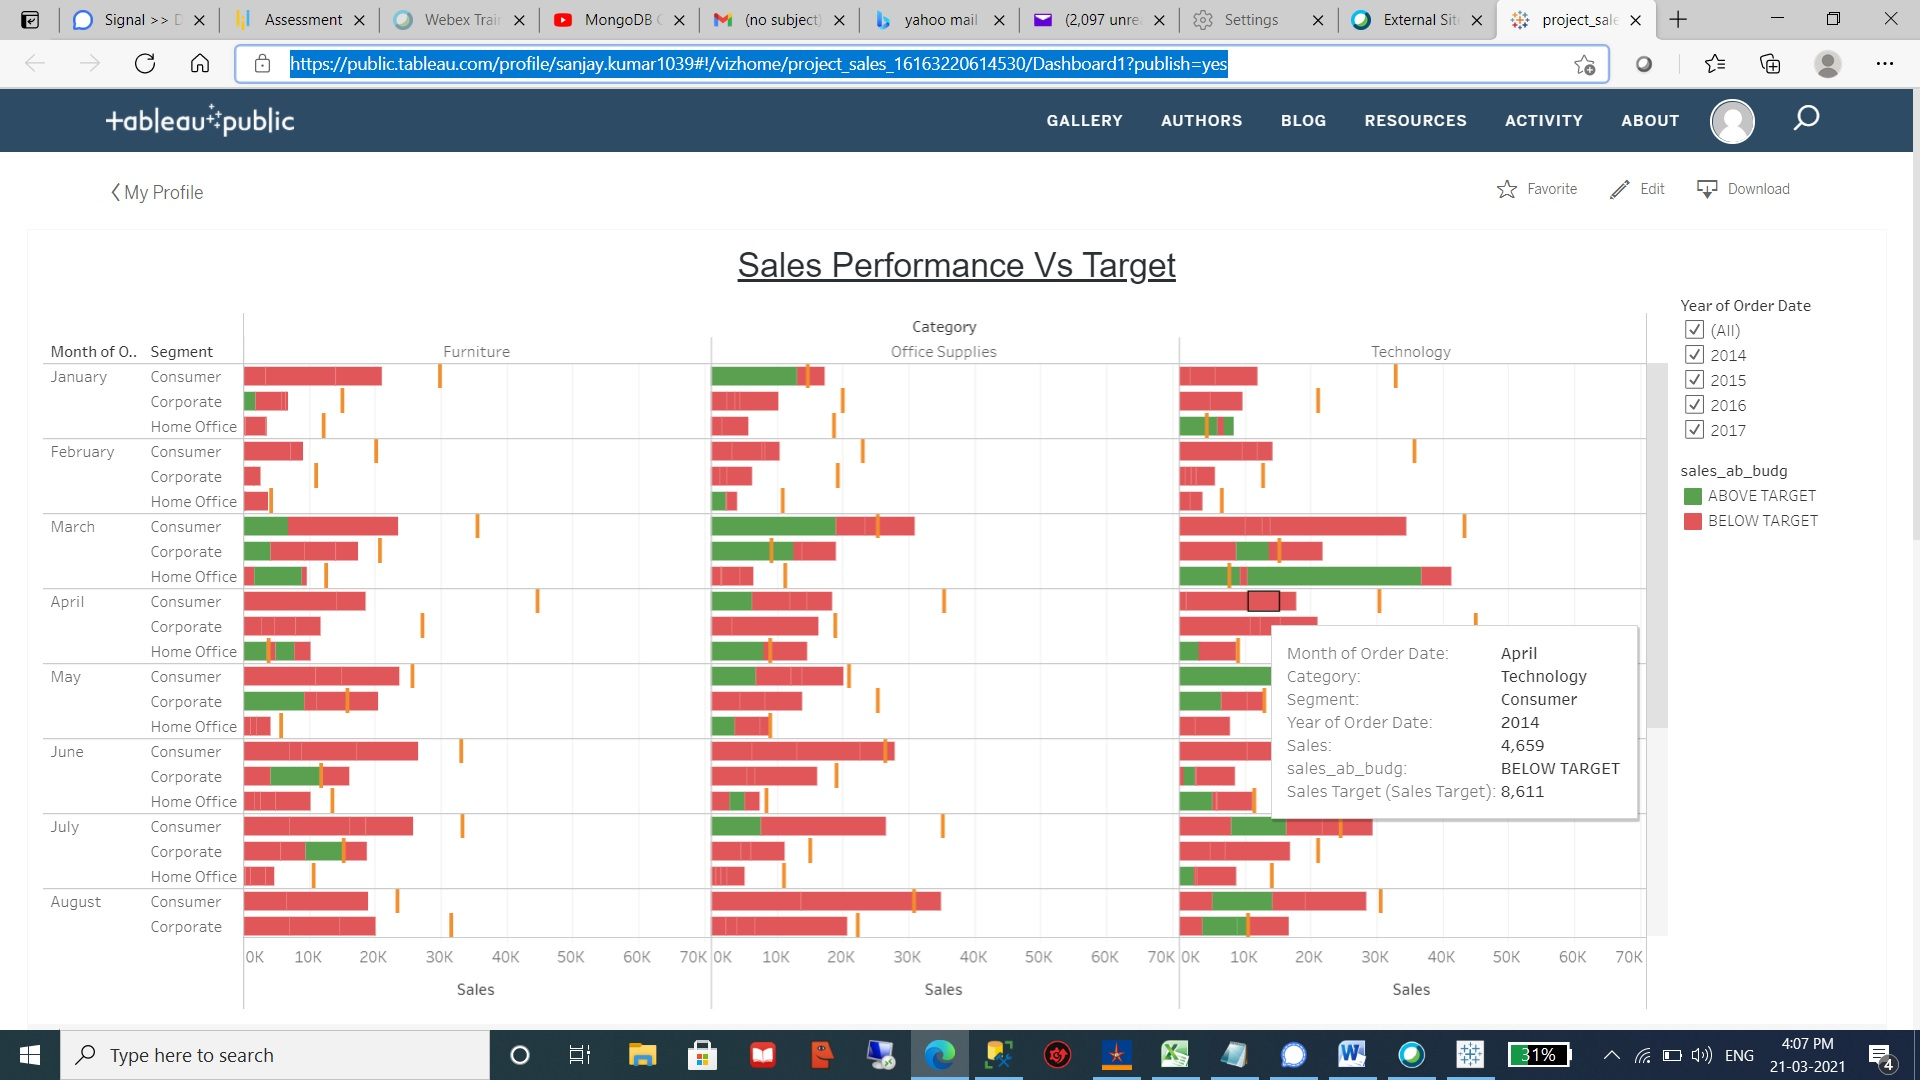 Signal >> D
Assessment
Webex Trai
MongoDB C
(no subject)
yahoo mail
(2,097 unre
Settings
External Sit
project_sale
https://public.tableau.com/profile/sanjay.kumar1039#!/vizhome/project_sales_16163220614530/Dashboard1?publish=yes
+ableau public
GALLERY AUTHORS BLOG RESOURCES ACTIVITY ABOUT
My Profile
Favorite Edit Download
Sales Performance Vs Target
Category
Month of O.. Segment Furniture Office Supplies Technology
January Consumer
Corporate
Home Office
February Consumer
Corporate
Home Office
March Consumer
Corporate
Home Office
April Consumer
Corporate
Home Office
May Consumer
Corporate
Home Office
June Consumer
Corporate
Home Office
July Consumer
Corporate
Home Office
August Consumer
Corporate
0K 10K 20K 30K 40K 50K 60K 70K 0K 10K 20K 30K 40K 50K 60K 70K 0K 10K 20K 30K 40K 50K 60K 70K
Sales Sales Sales
Month of Order Date: April
Category: Technology
Segment: Consumer
Year of Order Date: 2014
Sales: 4,659
sales_ab_budg: BELOW TARGET
Sales Target (Sales Target): 8,611
Year of Order Date
(All)
2014
2015
2016
2017
sales_ab_budg
ABOVE TARGET
BELOW TARGET
Type here to search
31%
ENG
4:07 PM
21-03-2021
4